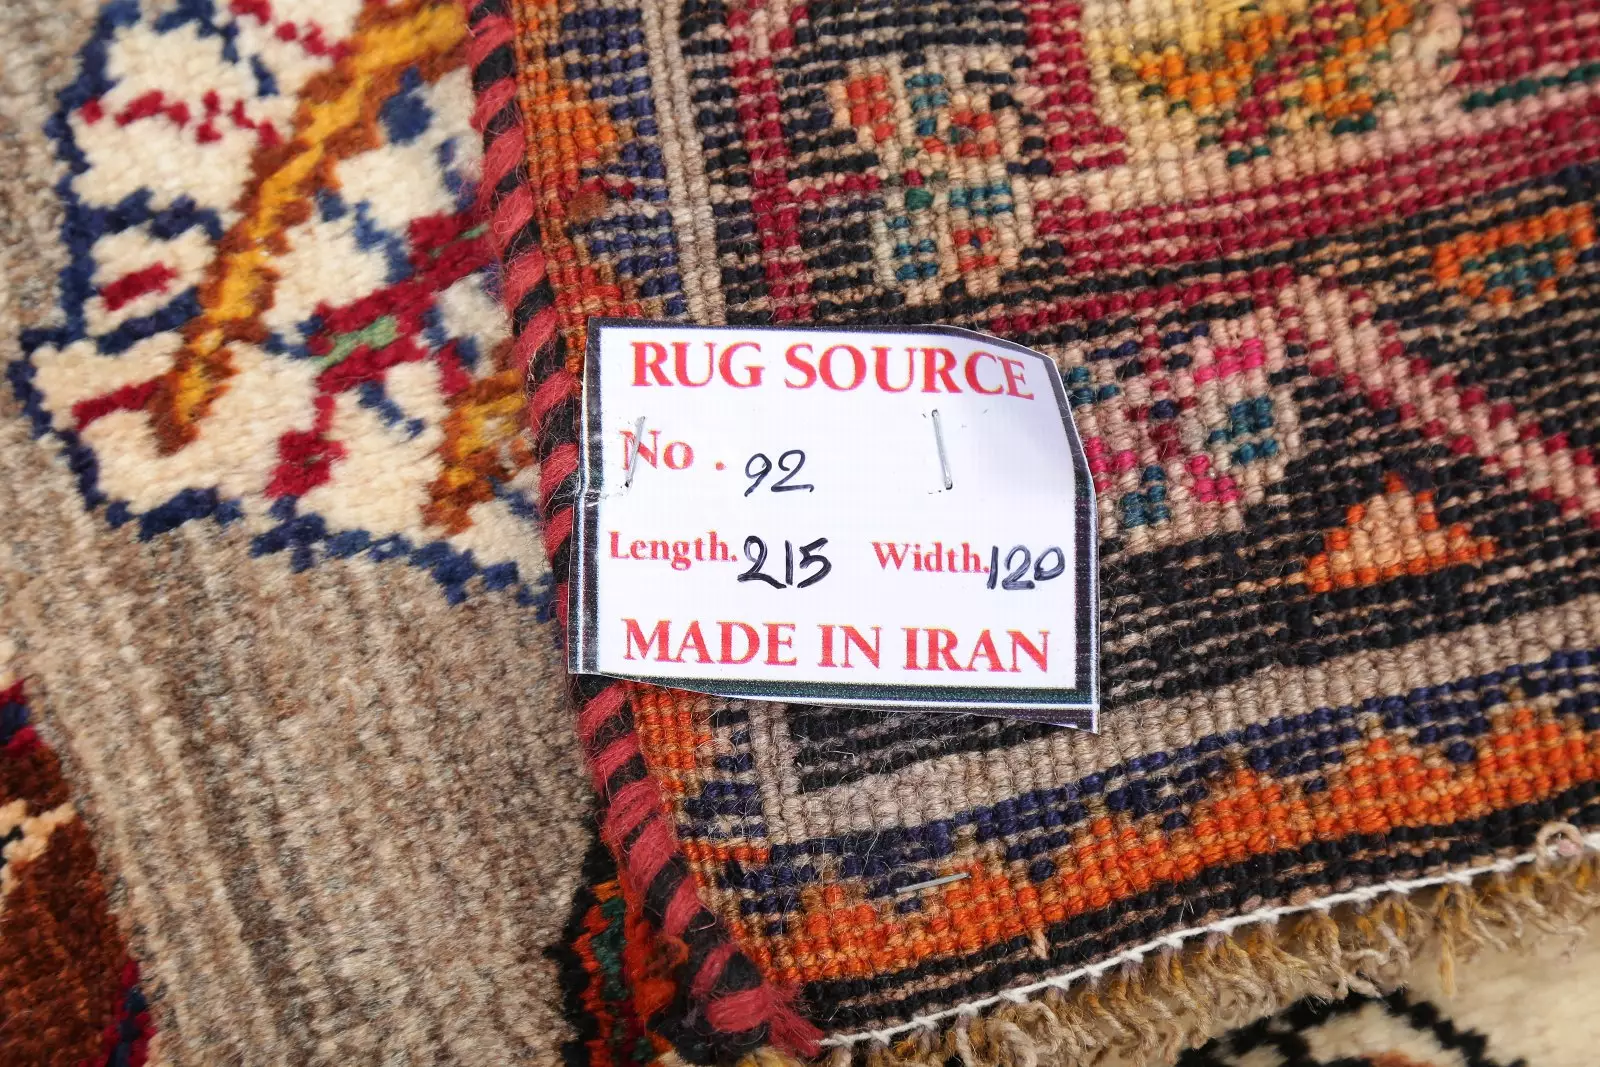 RUG SOURCE
No . 92
Length. 215 Width. 120
MADE IN IRAN